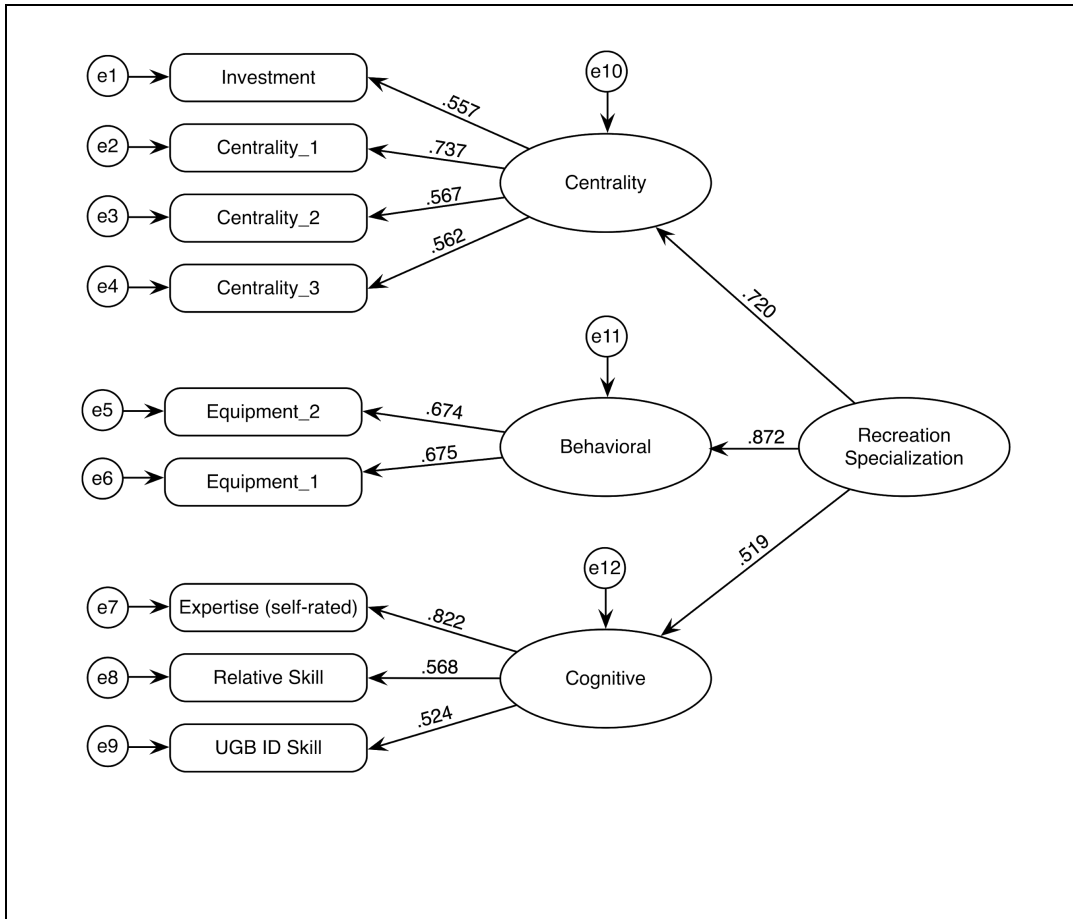 e1
Investment
e2
Centrality_1
e3
Centrality_2
e4
Centrality_3
.557
.737
.567
.562
e10
Centrality
.720
e5
Equipment_2
e6
Equipment_1
.674
.675
e11
Behavioral
.872
Recreation
Specialization
.519
e7
Expertise (self-rated)
e8
Relative Skill
e9
UGB ID Skill
.822
.568
.524
e12
Cognitive